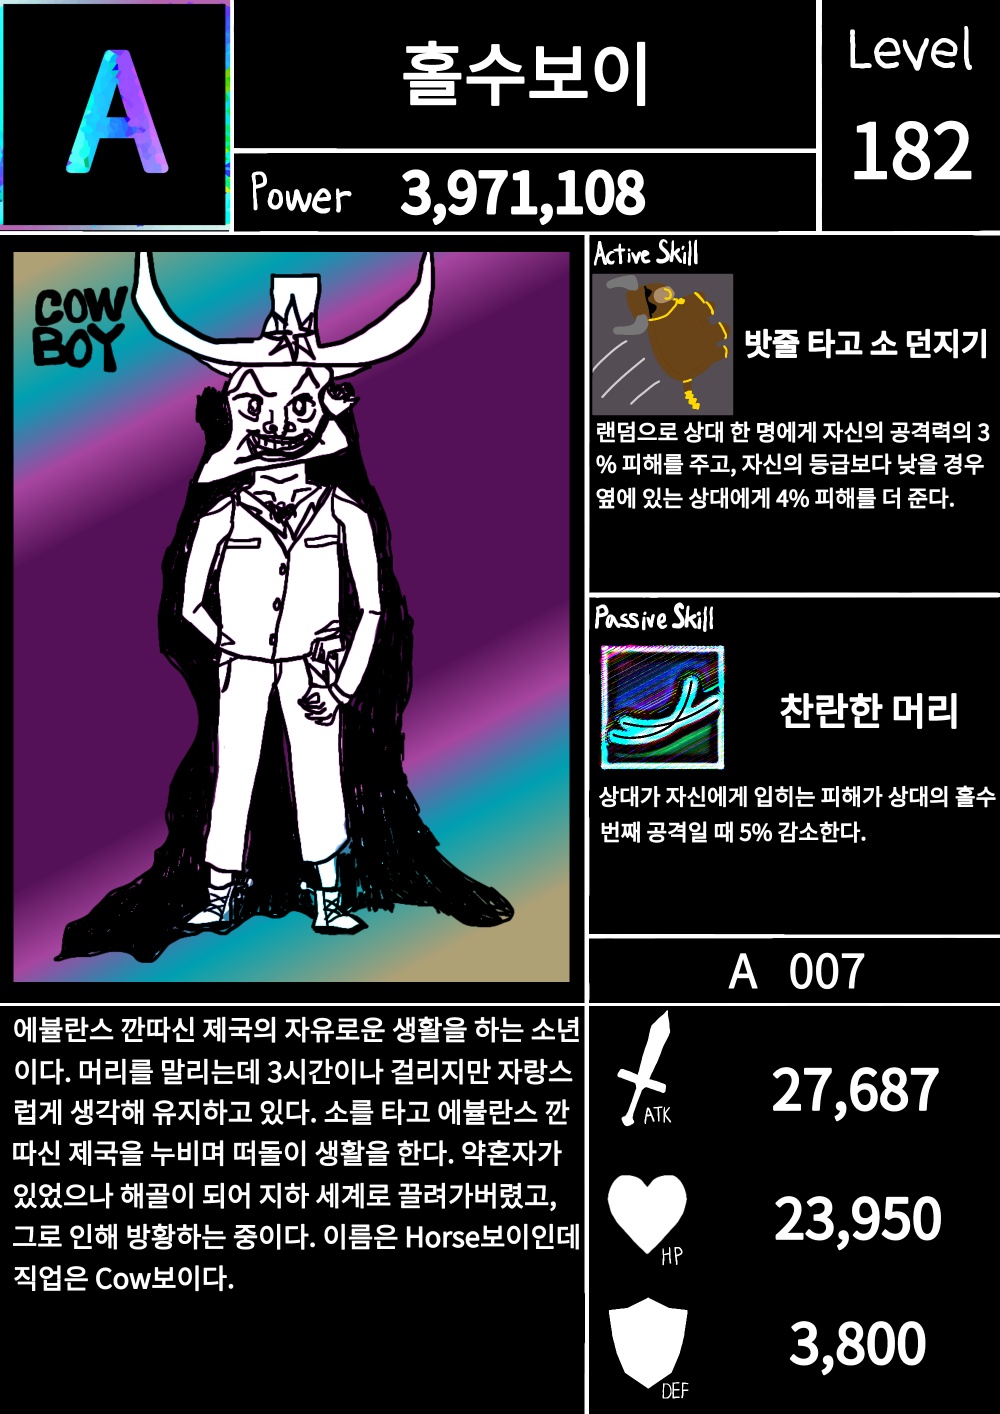 A
홀수보이
Level
182
Power 3,971,108
COW
BOY
Active Skill
밧줄 타고 소 던지기
랜덤으로 상대 한 명에게 자신의 공격력의 3
% 피해를 주고, 자신의 등급보다 낮을 경우
옆에 있는 상대에게 4% 피해를 더 준다.
Passive Skill
찬란한 머리
상대가 자신에게 입히는 피해가 상대의 홀수
번째 공격일 때 5% 감소한다.
A 007
에뷸란스 깐따신 제국의 자유로운 생활을 하는 소년
이다. 머리를 말리는데 3시간이나 걸리지만 자랑스
럽게 생각해 유지하고 있다. 소를 타고 에뷸란스 깐
따신 제국을 누비며 떠돌이 생활을 한다. 약혼자가
있었으나 해골이 되어 지하 세계로 끌려가버렸고,
그로 인해 방황하는 중이다. 이름은 Horse보이인데
직업은 Cow보이다.
ATK 27,687
HP 23,950
DEF 3,800